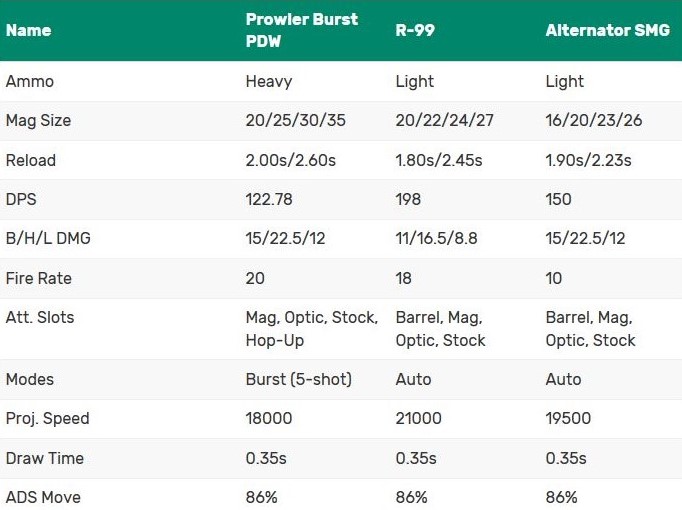 Name Prowler Burst PDW R-99 Alternator SMG
Ammo Heavy Light Light
Mag Size 20/25/30/35 20/22/24/27 16/20/23/26
Reload 2.00s/2.60s 1.80s/2.45s 1.90s/2.23s
DPS 122.78 198 150
B/H/L DMG 15/22.5/12 11/16.5/8.8 15/22.5/12
Fire Rate 20 18 10
Att. Slots Mag, Optic, Stock, Barrel, Mag, Barrel, Mag,
Hop-Up Optic, Stock Optic, Stock
Modes Burst (5-shot) Auto Auto
Proj. Speed 18000 21000 19500
Draw Time 0.35s 0.35s 0.35s
ADS Move 86% 86% 86%